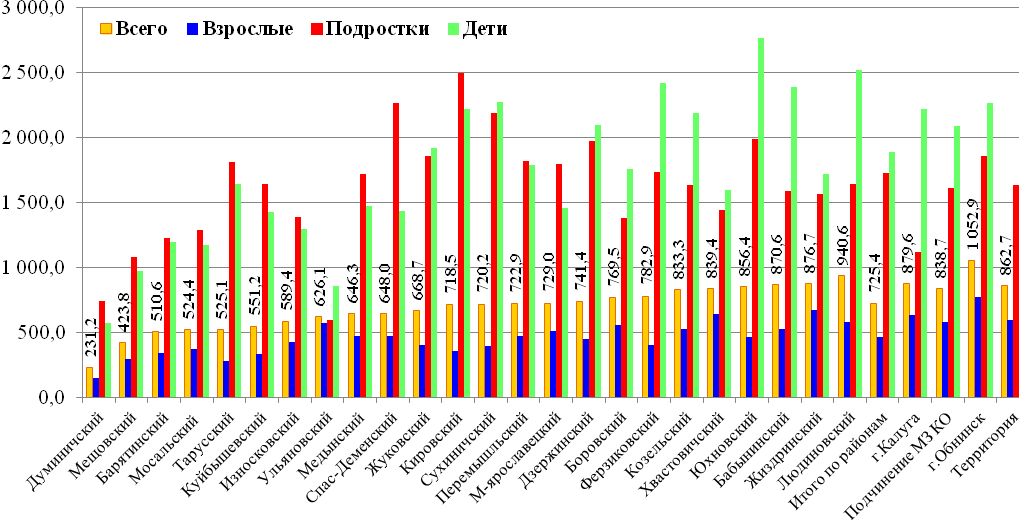 3 000,0
2 500,0
2 000,0
1 500,0
1 000,0
500,0
0,0
Всего Взрослые Подростки Дети
231,2
423,8
510,6
524,4
525,1
551,2
589,4
626,1
646,3
648,0
668,7
718,5
720,2
722,9
729,0
741,4
769,5
782,9
833,3
839,4
856,4
870,6
876,7
940,6
725,4
879,6
838,7
1 052,9
862,7
Думиничский
Мещовский
Барятинский
Мосальский
Тарусский
Куйбышевский
Износковский
Ульяновский
Медынский
Спас-Деменский
Жуковский
Кировский
Сухиничский
Перемышльский
М-ярославецкий
Дзержинский
Боровский
Ферзиковский
Козельский
Хвастовичский
Юхновский
Бабынинский
Жиздринский
Людиновский
Итого по районам
г.Калуга
Подчинение МЗ КО
г.Обнинск
Территория